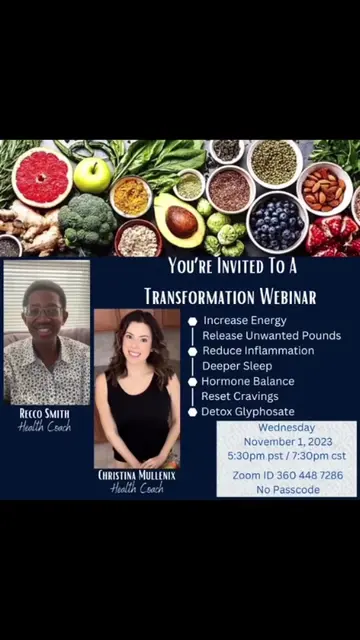 You're Invited To A
Transformation Webinar
Increase Energy
Release Unwanted Pounds
Reduce Inflammation
Deeper Sleep
Hormone Balance
Reset Cravings
Detox Glyphosate
Recco Smith
Health Coach
Christina Mullenix
Health Coach
Wednesday
November 1, 2023
5:30pm pst / 7:30pm cst
Zoom ID 360 448 7286
No Passcode